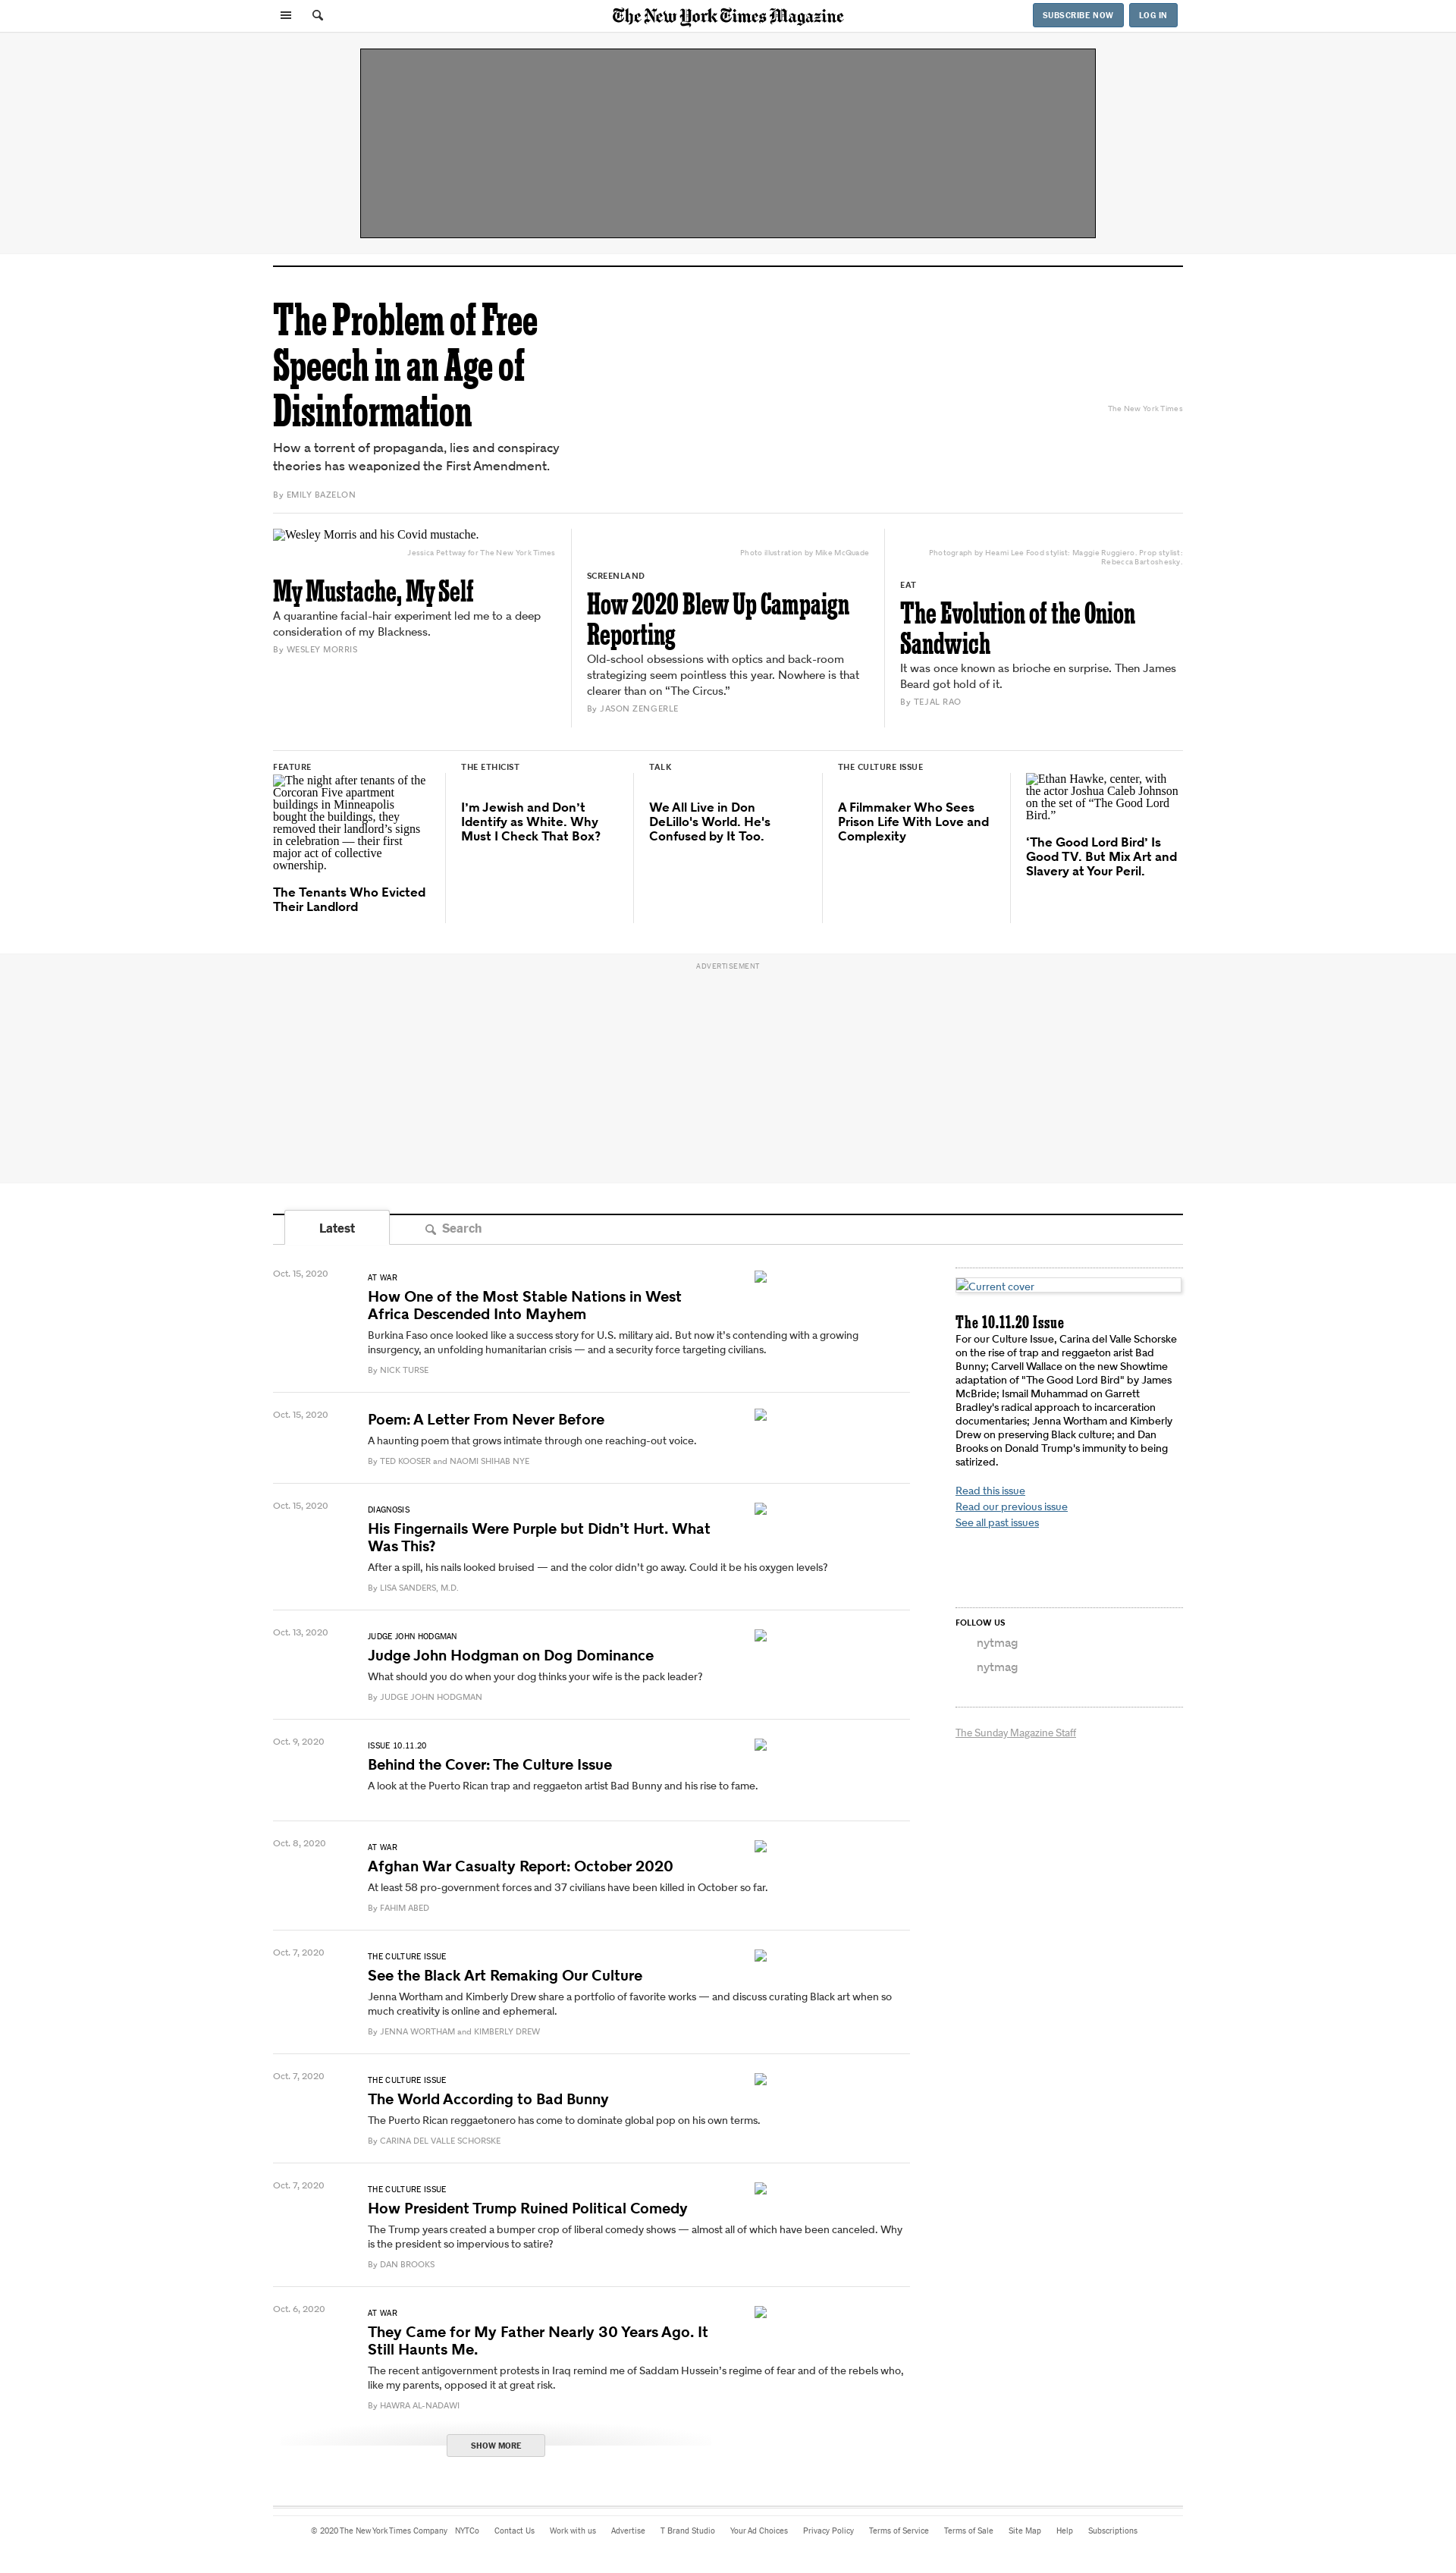 The New York Times Magazine
SUBSCRIBE NOW
LOG IN
The Problem of Free
Speech in an Age of
Disinformation
How a torrent of propaganda, lies and conspiracy
theories has weaponized the First Amendment.
By EMILY BAZELON
The New York Times
Wesley Morris and his Covid mustache.
Jessica Pettway for The New York Times
My Mustache, My Self
A quarantine facial-hair experiment led me to a deep
consideration of my Blackness.
By WESLEY MORRIS
Photo illustration by Mike McQuade
SCREENLAND
How 2020 Blew Up Campaign
Reporting
Old-school obsessions with optics and back-room
strategizing seem pointless this year. Nowhere is that
clearer than on “The Circus.”
By JASON ZENGERLE
Photograph by Heami Lee Food stylist: Maggie Ruggiero. Prop stylist:
Rebecca Bartoshesky.
EAT
The Evolution of the Onion
Sandwich
It was once known as brioche en surprise. Then James
Beard got hold of it.
By TEJAL RAO
FEATURE
The night after tenants of the
Corcoran Five apartment
buildings in Minneapolis
bought the buildings, they
removed their landlord’s signs
in celebration — their first
major act of collective
ownership.
The Tenants Who Evicted
Their Landlord
THE ETHICIST
I’m Jewish and Don’t
Identify as White. Why
Must I Check That Box?
TALK
We All Live in Don
DeLillo's World. He's
Confused by It Too.
THE CULTURE ISSUE
A Filmmaker Who Sees
Prison Life With Love and
Complexity
Ethan Hawke, center, with
the actor Joshua Caleb Johnson
on the set of “The Good Lord
Bird.”
‘The Good Lord Bird’ Is
Good TV. But Mix Art and
Slavery at Your Peril.
ADVERTISEMENT
Latest
Search
Oct. 15, 2020
AT WAR
How One of the Most Stable Nations in West
Africa Descended Into Mayhem
Burkina Faso once looked like a success story for U.S. military aid. But now it’s contending with a growing
insurgency, an unfolding humanitarian crisis — and a security force targeting civilians.
By NICK TURSE
Oct. 15, 2020
Poem: A Letter From Never Before
A haunting poem that grows intimate through one reaching-out voice.
By TED KOOSER and NAOMI SHIHAB NYE
Oct. 15, 2020
DIAGNOSIS
His Fingernails Were Purple but Didn’t Hurt. What
Was This?
After a spill, his nails looked bruised — and the color didn’t go away. Could it be his oxygen levels?
By LISA SANDERS, M.D.
Oct. 13, 2020
JUDGE JOHN HODGMAN
Judge John Hodgman on Dog Dominance
What should you do when your dog thinks your wife is the pack leader?
By JUDGE JOHN HODGMAN
Oct. 9, 2020
ISSUE 10.11.20
Behind the Cover: The Culture Issue
A look at the Puerto Rican trap and reggaeton artist Bad Bunny and his rise to fame.
Oct. 8, 2020
AT WAR
Afghan War Casualty Report: October 2020
At least 58 pro-government forces and 37 civilians have been killed in October so far.
By FAHIM ABED
Oct. 7, 2020
THE CULTURE ISSUE
See the Black Art Remaking Our Culture
Jenna Wortham and Kimberly Drew share a portfolio of favorite works — and discuss curating Black art when so
much creativity is online and ephemeral.
By JENNA WORTHAM and KIMBERLY DREW
Oct. 7, 2020
THE CULTURE ISSUE
The World According to Bad Bunny
The Puerto Rican reggaetonero has come to dominate global pop on his own terms.
By CARINA DEL VALLE SCHORSKE
Oct. 7, 2020
THE CULTURE ISSUE
How President Trump Ruined Political Comedy
The Trump years created a bumper crop of liberal comedy shows — almost all of which have been canceled. Why
is the president so impervious to satire?
By DAN BROOKS
Oct. 6, 2020
AT WAR
They Came for My Father Nearly 30 Years Ago. It
Still Haunts Me.
The recent antigovernment protests in Iraq remind me of Saddam Hussein’s regime of fear and of the rebels who,
like my parents, opposed it at great risk.
By HAWRA AL-NADAWI
SHOW MORE
Current cover
The 10.11.20 Issue
For our Culture Issue, Carina del Valle Schorske
on the rise of trap and reggaeton arist Bad
Bunny; Carvell Wallace on the new Showtime
adaptation of "The Good Lord Bird" by James
McBride; Ismail Muhammad on Garrett
Bradley's radical approach to incarceration
documentaries; Jenna Wortham and Kimberly
Drew on preserving Black culture; and Dan
Brooks on Donald Trump's immunity to being
satirized.
Read this issue
Read our previous issue
See all past issues
FOLLOW US
nytmag
nytmag
The Sunday Magazine Staff
© 2020 The New York Times Company NYTCo Contact Us Work with us Advertise T Brand Studio Your Ad Choices Privacy Policy Terms of Service Terms of Sale Site Map Help Subscriptions